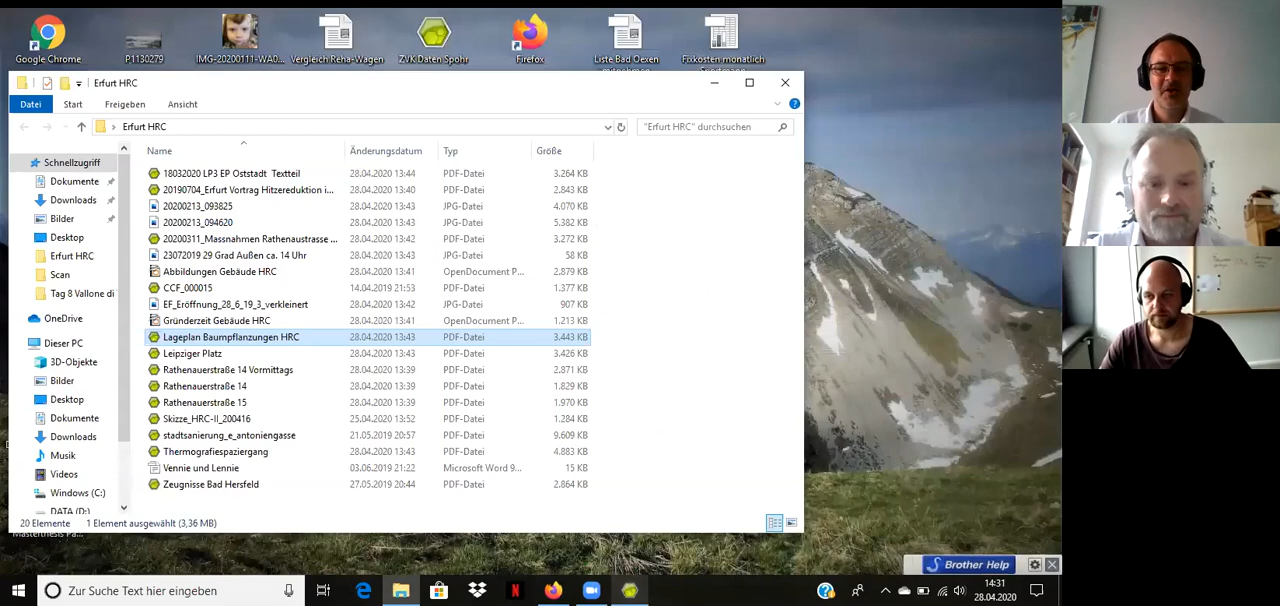 Google Chrome
P1130279
IMG-20200111-WA0...
Vergleich Reha-Wagen
ZVK Daten Spohr
Firefox
Liste Bad Oexen
Fixkosten monatlich
Erfurt HRC
Datei Start Freigeben Ansicht
Erfurt HRC
"Erfurt HRC" durchsuchen
Name Änderungsdatum Typ Größe
18032020 LP3 EP Oststadt Textteil 28.04.2020 13:44 PDF-Datei 3.264 KB
20190704_Erfurt Vortrag Hitzereduktion i... 28.04.2020 13:40 PDF-Datei 2.843 KB
20200213_093825 28.04.2020 13:43 JPG-Datei 4.070 KB
20200213_094620 28.04.2020 13:43 JPG-Datei 5.382 KB
20200311_Massnahmen Rathenaustrasse ... 28.04.2020 13:42 PDF-Datei 3.272 KB
23072019 29 Grad Außen ca. 14 Uhr 28.04.2020 13:43 JPG-Datei 58 KB
Abbildungen Gebäude HRC 28.04.2020 13:41 OpenDocument P... 2.879 KB
CCF_000015 14.04.2019 21:53 PDF-Datei 1.377 KB
EF_Eröffnung_28_6_19_3_verkleinert 28.04.2020 13:42 JPG-Datei 907 KB
Gründerzeit Gebäude HRC 28.04.2020 13:41 OpenDocument P... 1.213 KB
Lageplan Baumpflanzungen HRC 28.04.2020 13:43 PDF-Datei 3.443 KB
Leipziger Platz 28.04.2020 13:43 PDF-Datei 3.426 KB
Rathenauerstraße 14 Vormittags 28.04.2020 13:39 PDF-Datei 2.871 KB
Rathenauerstraße 14 28.04.2020 13:39 PDF-Datei 1.829 KB
Rathenauerstraße 15 28.04.2020 13:39 PDF-Datei 1.970 KB
Skizze_HRC-II_200416 25.04.2020 13:52 PDF-Datei 1.284 KB
stadtsanierung_e_antoniengasse 21.05.2019 20:57 PDF-Datei 9.609 KB
Thermografiespaziergang 28.04.2020 13:43 PDF-Datei 4.883 KB
Vennie und Lennie 03.06.2019 21:22 Microsoft Word 9... 15 KB
Zeugnisse Bad Hersfeld 27.05.2019 20:44 PDF-Datei 2.864 KB
Schnellzugriff
Dokumente
Downloads
Bilder
Desktop
Erfurt HRC
Scan
Tag 8 Vallone di
OneDrive
Dieser PC
3D-Objekte
Bilder
Desktop
Dokumente
Downloads
Musik
Videos
Windows (C:)
DATA (D:)
20 Elemente 1 Element ausgewählt (3,36 MB)
Brother Help
Zur Suche Text hier eingeben
14:31
28.04.2020